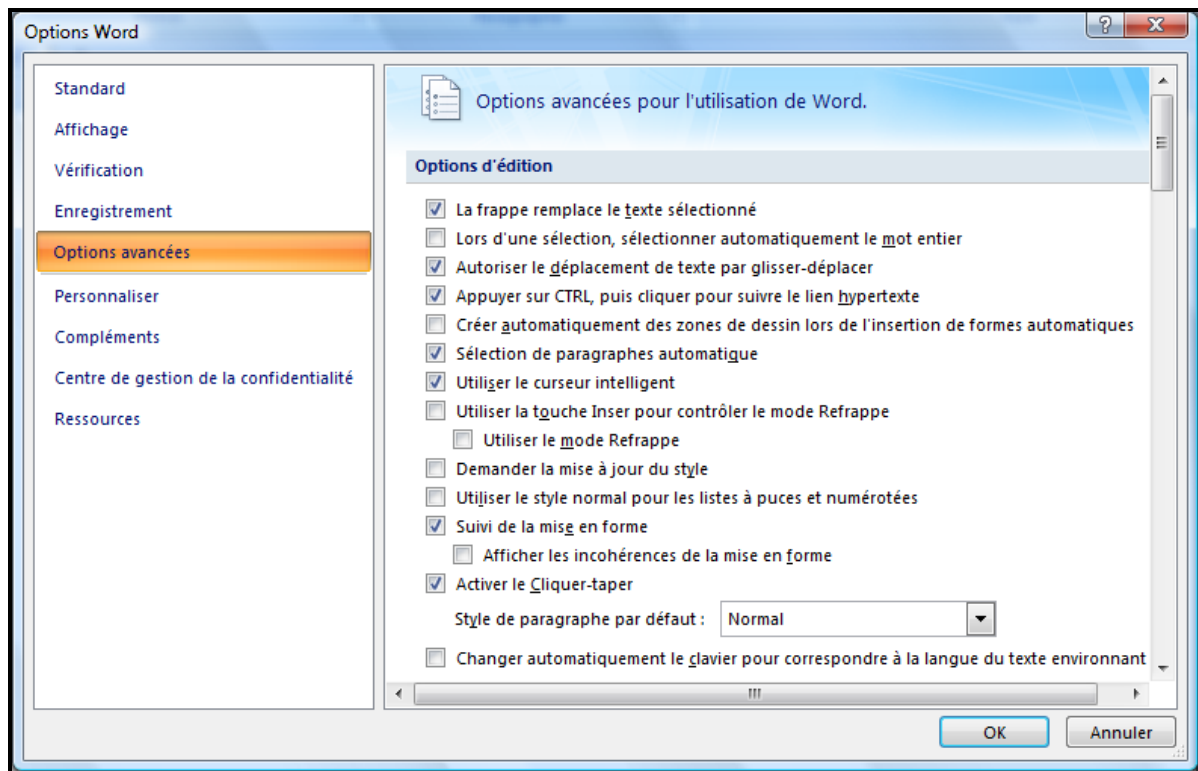 Options Word
Standard
Affichage
Vérification
Enregistrement
Options avancées
Personnaliser
Compléments
Centre de gestion de la confidentialité
Ressources
Options avancées pour l'utilisation de Word.
Options d'édition
La frappe remplace le texte sélectionné
Lors d'une sélection, sélectionner automatiquement le mot entier
Autoriser le déplacement de texte par glisser-déplacer
Appuyer sur CTRL, puis cliquer pour suivre le lien hypertexte
Créer automatiquement des zones de dessin lors de l'insertion de formes automatiques
Sélection de paragraphes automatique
Utiliser le curseur intelligent
Utiliser la touche Inser pour contrôler le mode Refrappe
Utiliser le mode Refrappe
Demander la mise à jour du style
Utiliser le style normal pour les listes à puces et numérotées
Suivi de la mise en forme
Afficher les incohérences de la mise en forme
Activer le Cliquer-taper
Style de paragraphe par défaut : Normal
Changer automatiquement le clavier pour correspondre à la langue du texte environnant
OK Annuler